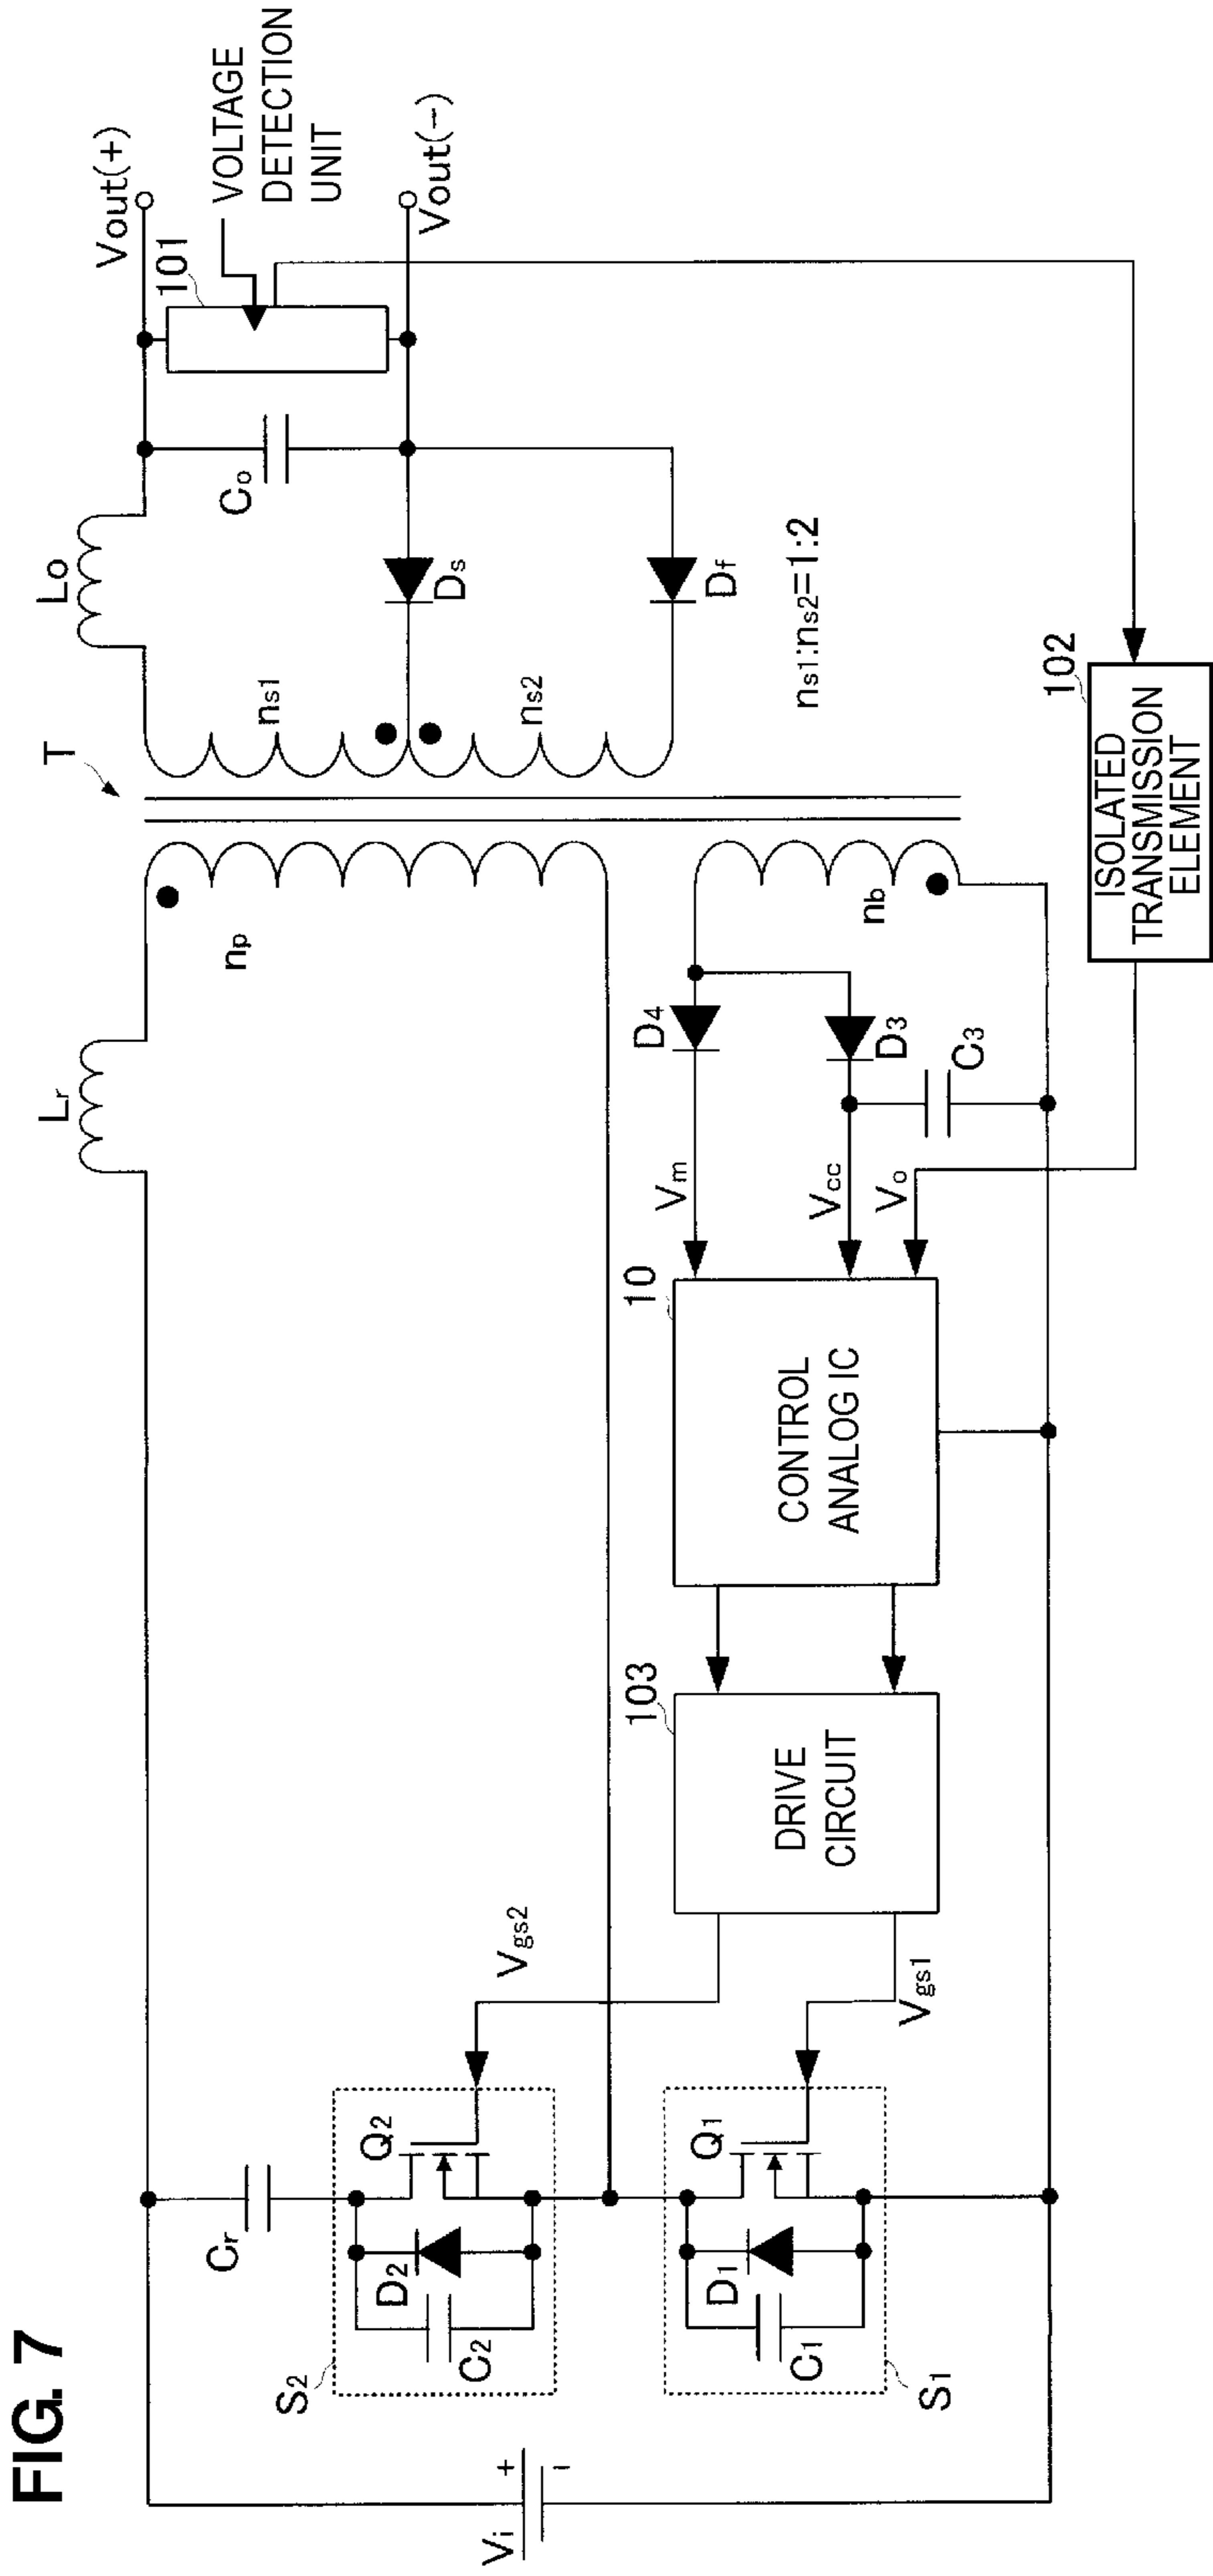 FIG. 7
Vi
+
−
S2
C2
D2
Q2
Cr
Vgs2
S1
C1
D1
Q1
Vgs1
103
DRIVE
CIRCUIT
10
CONTROL
ANALOG IC
Vm
Vcc
Vo
D4
D3
C3
Lr
np
nb
T
ns1
ns2
Lo
Co
Ds
Df
ns1:ns2=1:2
101
Vout(+)
Vout(−)
VOLTAGE
DETECTION
UNIT
102
ISOLATED
TRANSMISSION
ELEMENT